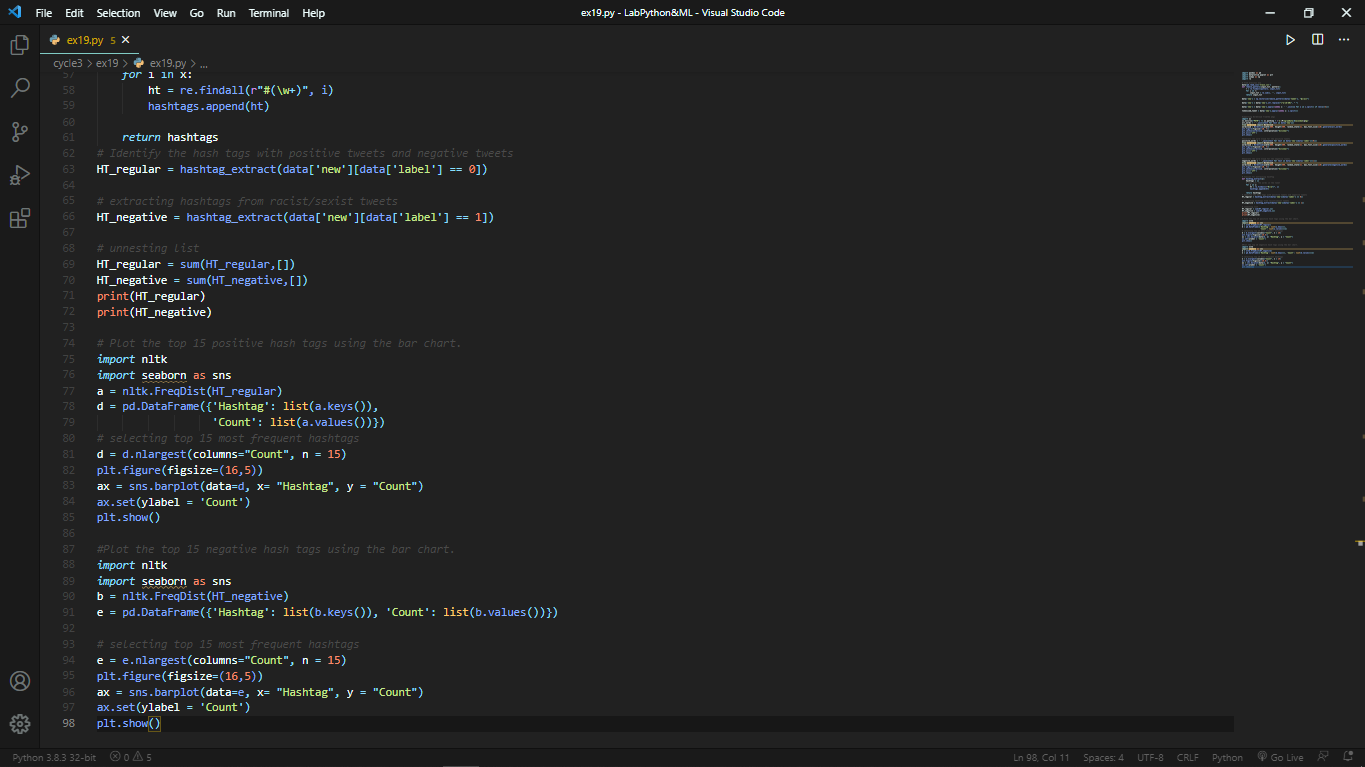 File Edit Selection View Go Run Terminal Help ex19.py - LabPython&ML - Visual Studio Code
ex19.py 5
cycle3 > ex19 > ex19.py > ...
57 for i in x:
58 ht = re.findall(r"#(\w+)", i)
59 hashtags.append(ht)
60
61 return hashtags
62 # Identify the hash tags with positive tweets and negative tweets
63 HT_regular = hashtag_extract(data['new'][data['label'] == 0])
64
65 # extracting hashtags from racist/sexist tweets
66 HT_negative = hashtag_extract(data['new'][data['label'] == 1])
67
68 # unnesting list
69 HT_regular = sum(HT_regular,[])
70 HT_negative = sum(HT_negative,[])
71 print(HT_regular)
72 print(HT_negative)
73
74 # Plot the top 15 positive hash tags using the bar chart.
75 import nltk
76 import seaborn as sns
77 a = nltk.FreqDist(HT_regular)
78 d = pd.DataFrame({'Hashtag': list(a.keys()),
79 'Count': list(a.values())})
80 # selecting top 15 most frequent hashtags
81 d = d.nlargest(columns="Count", n = 15)
82 plt.figure(figsize=(16,5))
83 ax = sns.barplot(data=d, x= "Hashtag", y = "Count")
84 ax.set(ylabel = 'Count')
85 plt.show()
86
87 #Plot the top 15 negative hash tags using the bar chart.
88 import nltk
89 import seaborn as sns
90 b = nltk.FreqDist(HT_negative)
91 e = pd.DataFrame({'Hashtag': list(b.keys()), 'Count': list(b.values())})
92
93 # selecting top 15 most frequent hashtags
94 e = e.nlargest(columns="Count", n = 15)
95 plt.figure(figsize=(16,5))
96 ax = sns.barplot(data=e, x= "Hashtag", y = "Count")
97 ax.set(ylabel = 'Count')
98 plt.show()
Python 3.8.3 32-bit 0 5 Ln 98, Col 11 Spaces: 4 UTF-8 CRLF Python Go Live